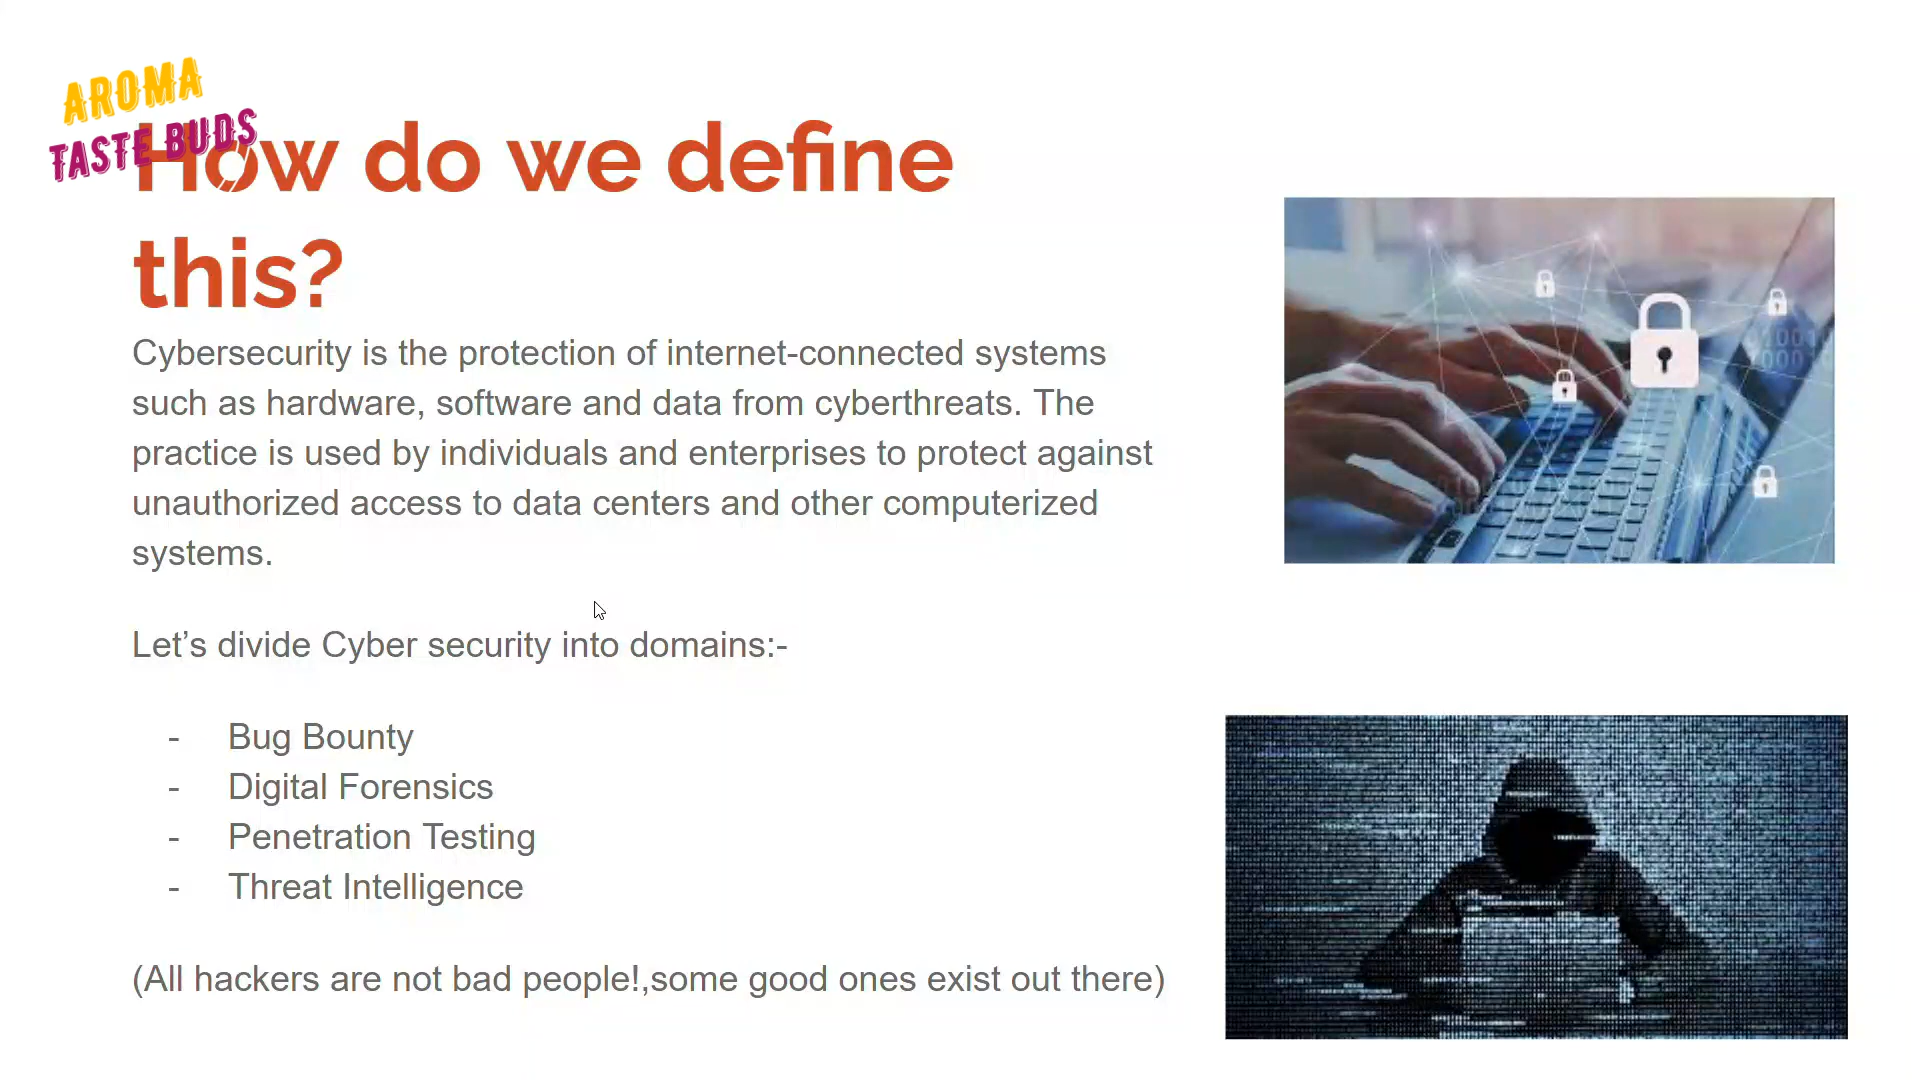 AROMA
TASTE BUDS
How do we define
this?
Cybersecurity is the protection of internet-connected systems
such as hardware, software and data from cyberthreats. The
practice is used by individuals and enterprises to protect against
unauthorized access to data centers and other computerized
systems.
Let’s divide Cyber security into domains:-
- Bug Bounty
- Digital Forensics
- Penetration Testing
- Threat Intelligence
(All hackers are not bad people!,some good ones exist out there)